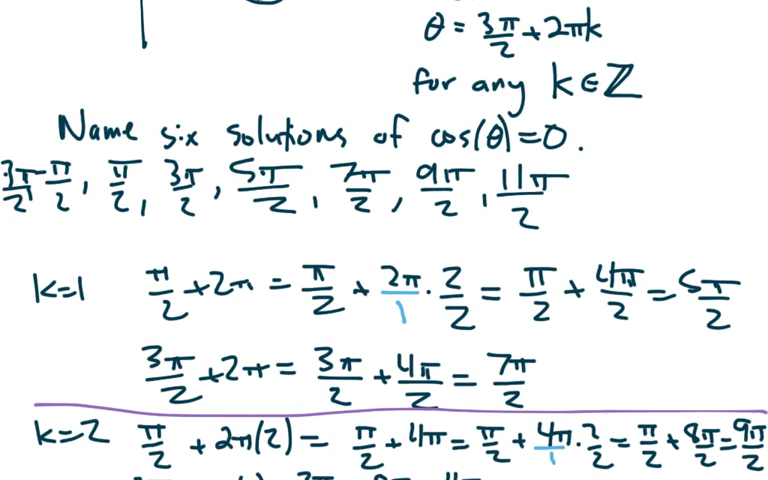 θ = 3π/2 + 2πk
for any k ∈ ℤ
Name six solutions of cos(θ)=0.
3π/2 -π/2, π/2, 3π/2, 5π/2, 7π/2, 9π/2, 11π/2
k=1 π/2 + 2π = π/2 + 2π/1 · 2/2 = π/2 + 4π/2 = 5π/2
3π/2 + 2π = 3π/2 + 4π/2 = 7π/2
k=2 π/2 + 2π(2) = π/2 + 4π = π/2 + 4π/1 · 2/2 = π/2 + 8π/2 = 9π/2